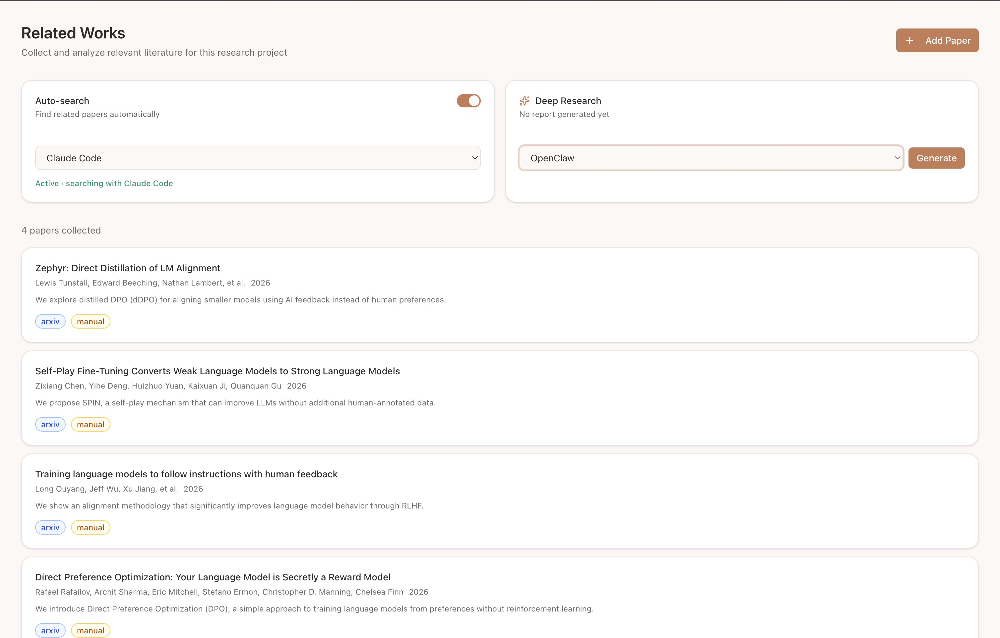 Related Works
Collect and analyze relevant literature for this research project
+ Add Paper
Auto-search
Find related papers automatically
Claude Code
Active · searching with Claude Code
Deep Research
No report generated yet
OpenClaw
Generate
4 papers collected
Zephyr: Direct Distillation of LM Alignment
Lewis Tunstall, Edward Beeching, Nathan Lambert, et al. 2026
We explore distilled DPO (dDPO) for aligning smaller models using AI feedback instead of human preferences.
arxiv manual
Self-Play Fine-Tuning Converts Weak Language Models to Strong Language Models
Zixiang Chen, Yihe Deng, Huizhuo Yuan, Kaixuan Ji, Quanquan Gu 2026
We propose SPIN, a self-play mechanism that can improve LLMs without additional human-annotated data.
arxiv manual
Training language models to follow instructions with human feedback
Long Ouyang, Jeff Wu, Xu Jiang, et al. 2026
We show an alignment methodology that significantly improves language model behavior through RLHF.
arxiv manual
Direct Preference Optimization: Your Language Model is Secretly a Reward Model
Rafael Rafailov, Archit Sharma, Eric Mitchell, Stefano Ermon, Christopher D. Manning, Chelsea Finn 2026
We introduce Direct Preference Optimization (DPO), a simple approach to training language models from preferences without reinforcement learning.
arxiv manual